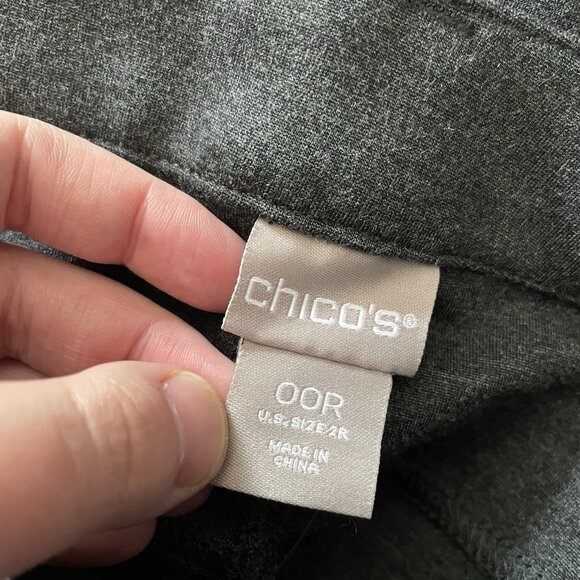 chico's®
00R
U.S. SIZE 2R
MADE IN
CHINA